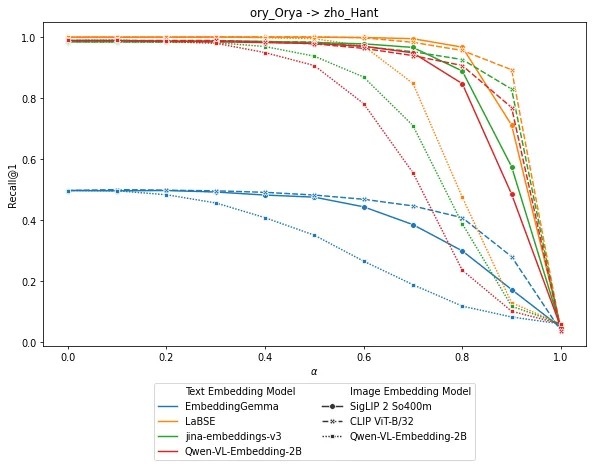 ory_Orya -> zho_Hant
Recall@1
1.0
0.8
0.6
0.4
0.2
0.0
0.0 0.2 0.4 0.6 0.8 1.0
α
Text Embedding Model Image Embedding Model
EmbeddingGemma SigLIP 2 So400m
LaBSE CLIP ViT-B/32
jina-embeddings-v3 Qwen-VL-Embedding-2B
Qwen-VL-Embedding-2B